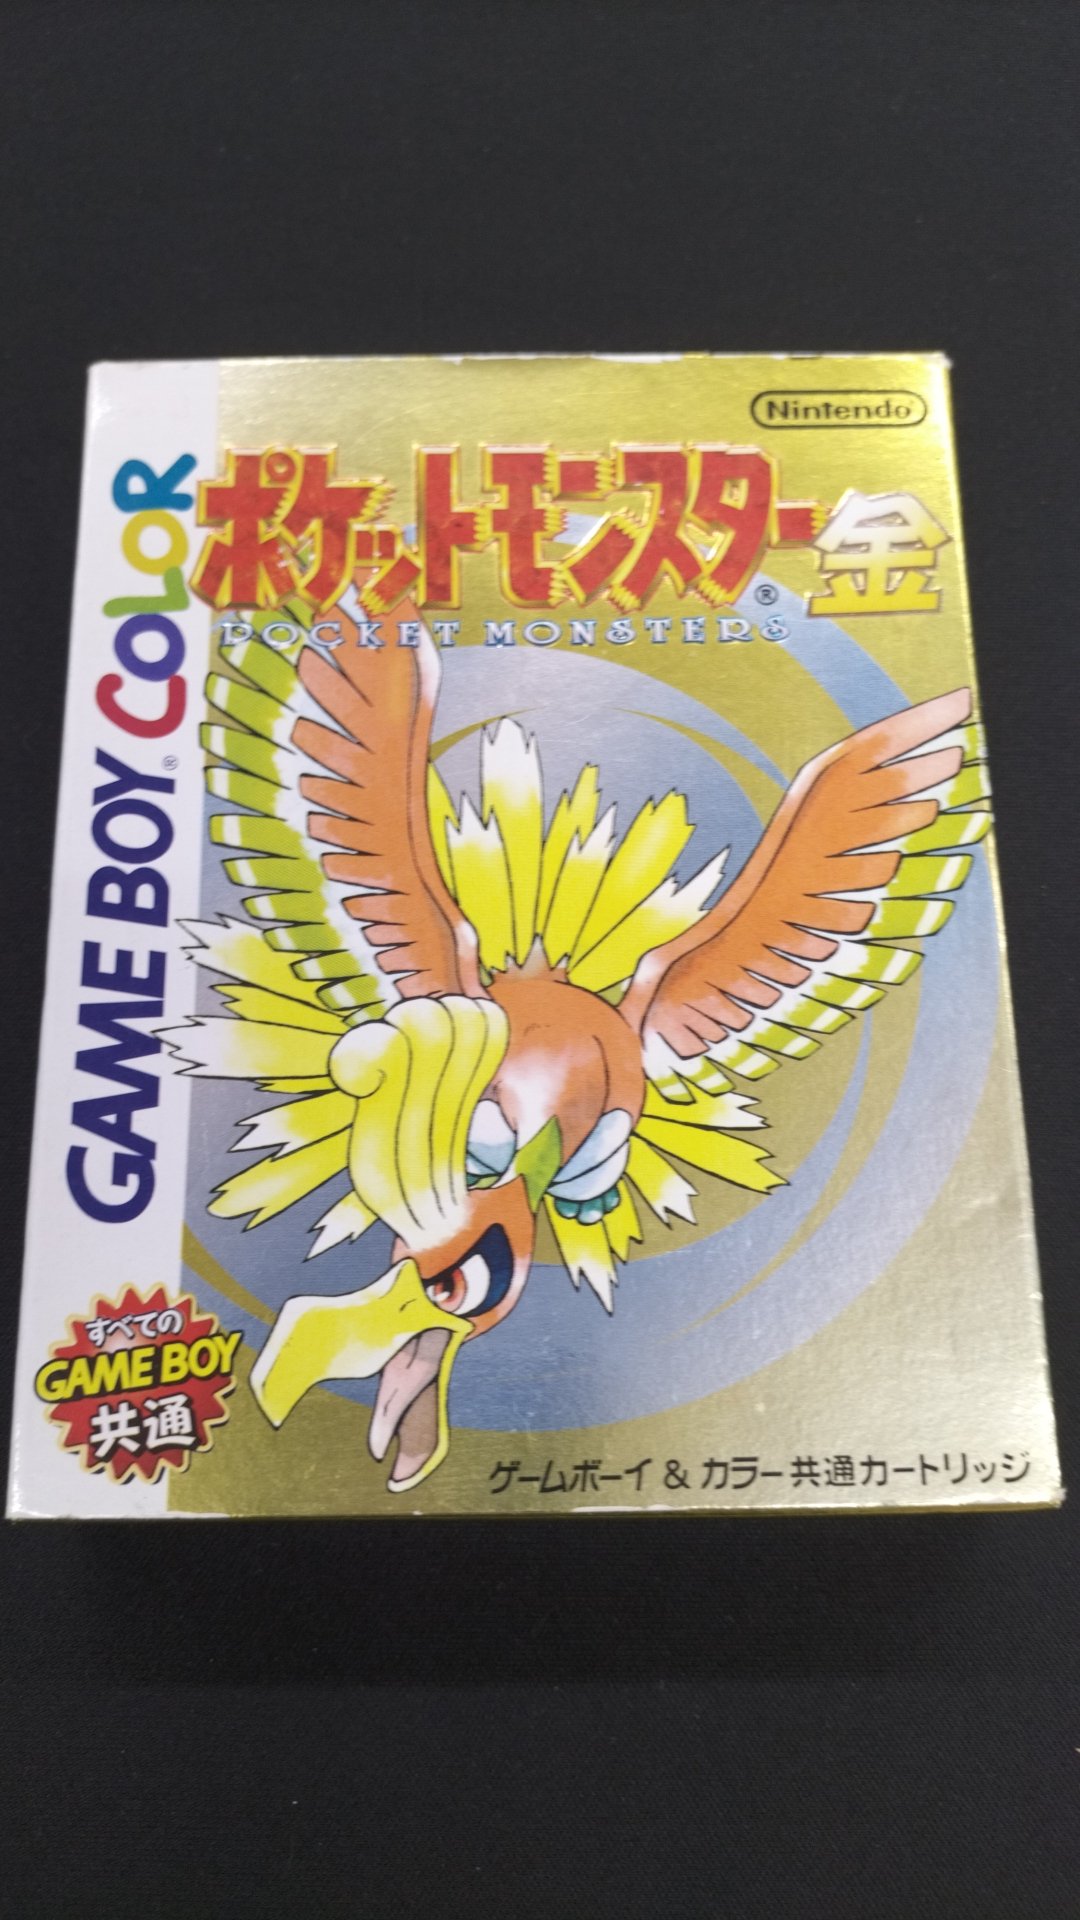 Nintendo
ポケットモンスター金
®
POCKET MONSTERS
GAME BOY® COLOR
すべての
GAME BOY
共通
ゲームボーイ & カラー共通カートリッジ